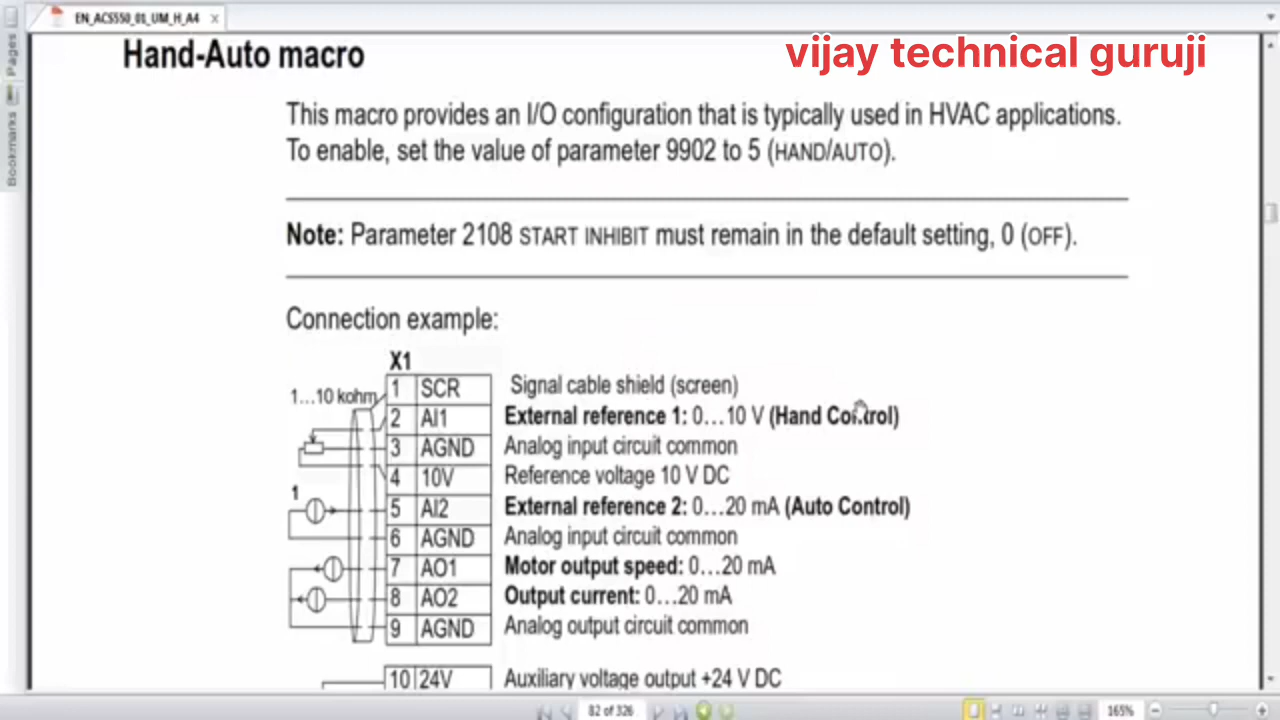 EN_ACS550_01_UM_H_A4 x
Pages
Bookmarks
vijay technical guruji
Hand-Auto macro
This macro provides an I/O configuration that is typically used in HVAC applications.
To enable, set the value of parameter 9902 to 5 (HAND/AUTO).
Note: Parameter 2108 START INHIBIT must remain in the default setting, 0 (OFF).
Connection example:
X1
1…10 kohm
1 SCR Signal cable shield (screen)
2 AI1 External reference 1: 0…10 V (Hand Control)
3 AGND Analog input circuit common
4 10V Reference voltage 10 V DC
1
5 AI2 External reference 2: 0…20 mA (Auto Control)
6 AGND Analog input circuit common
7 AO1 Motor output speed: 0…20 mA
8 AO2 Output current: 0…20 mA
9 AGND Analog output circuit common
10 24V Auxiliary voltage output +24 V DC
82 of 326
165%